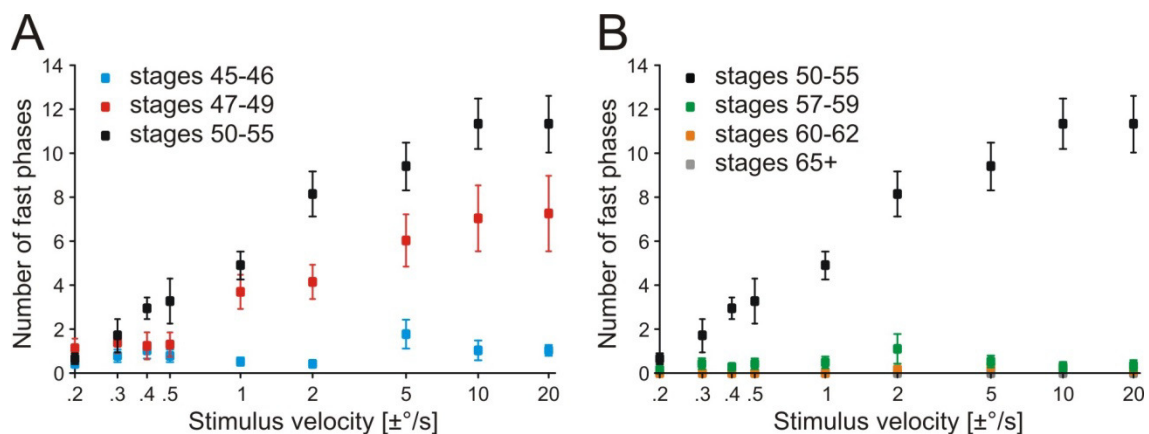 A
B
14
12
10
8
6
4
2
0
Number of fast phases
stages 45-46
stages 47-49
stages 50-55
.2 .3 .4 .5 1 2 5 10 20
Stimulus velocity [±°/s]
14
12
10
8
6
4
2
0
Number of fast phases
stages 50-55
stages 57-59
stages 60-62
stages 65+
.2 .3 .4 .5 1 2 5 10 20
Stimulus velocity [±°/s]